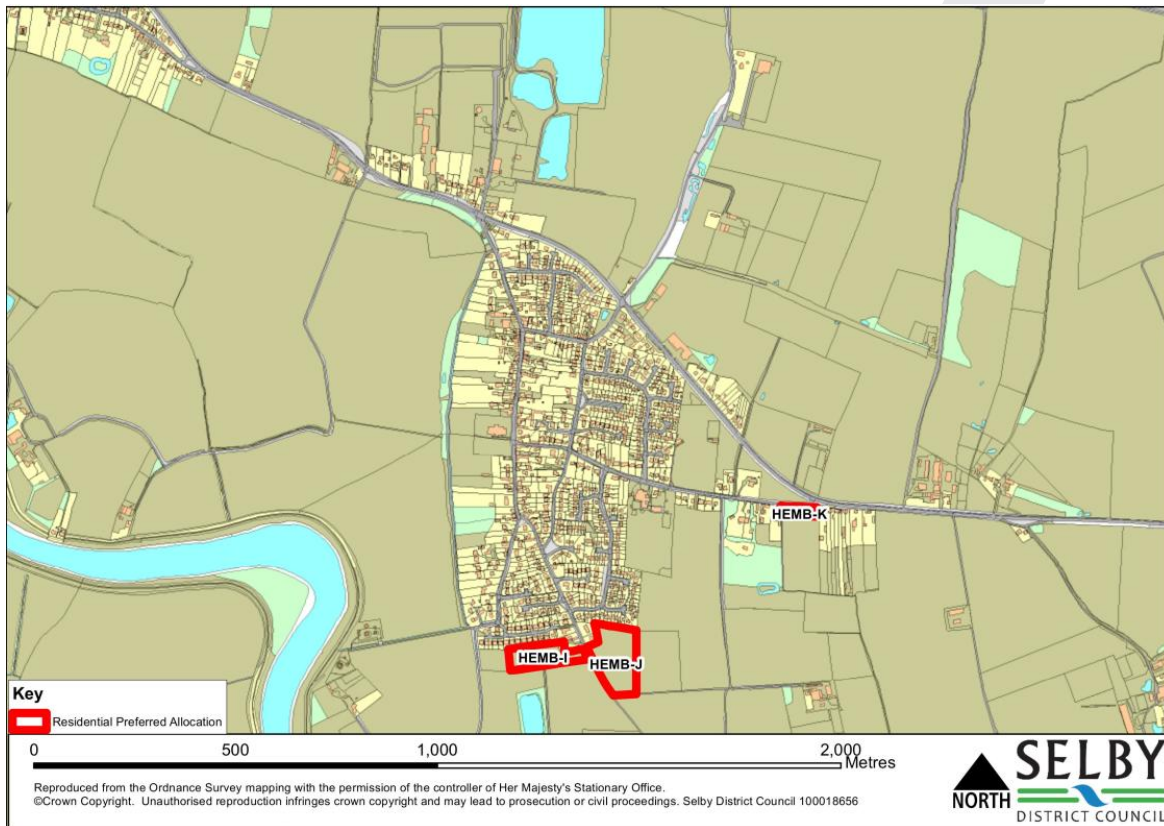 HEMB-K
HEMB-I
HEMB-J
Key
Residential Preferred Allocation
0 500 1,000 2,000
Metres
Reproduced from the Ordnance Survey mapping with the permission of the controller of Her Majesty's Stationary Office.
©Crown Copyright. Unauthorised reproduction infringes crown copyright and may lead to prosecution or civil proceedings. Selby District Council 100018656
NORTH
SELBY
DISTRICT COUNCIL